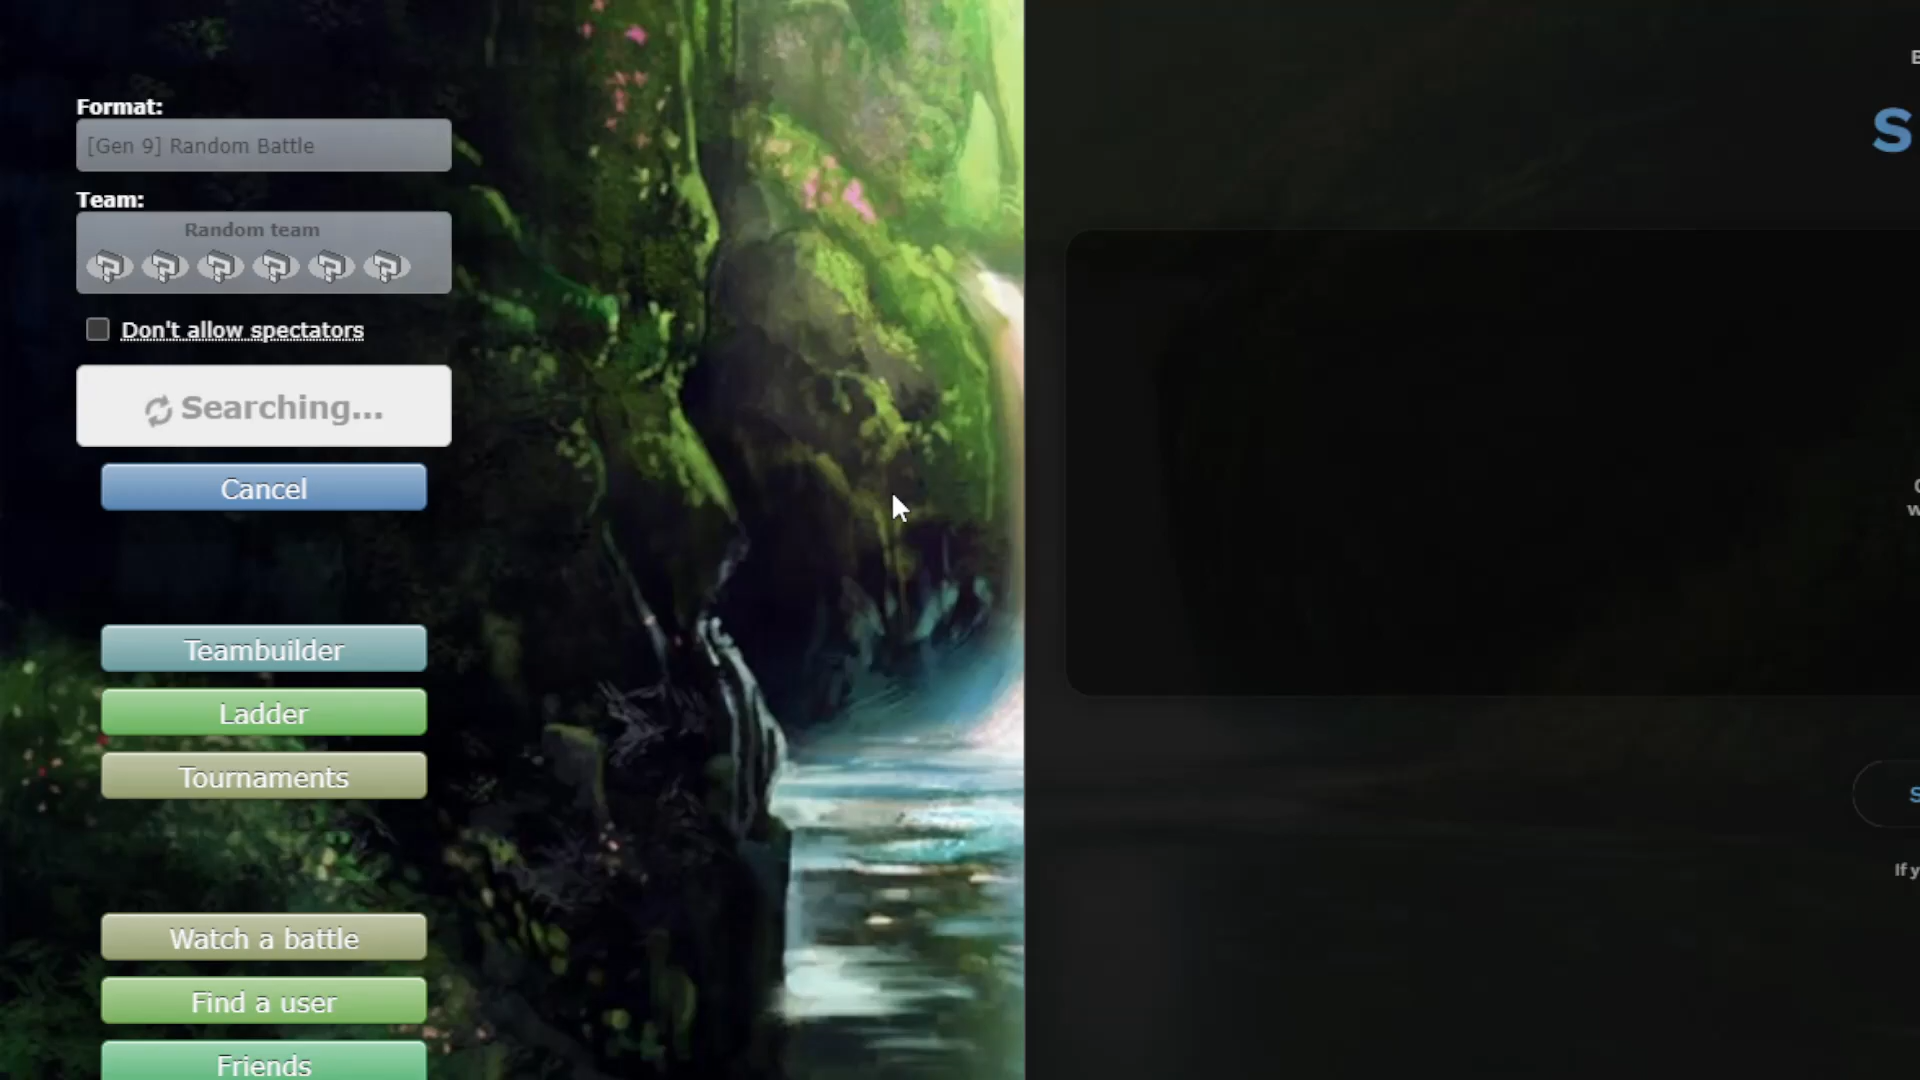 Format:
[Gen 9] Random Battle
Team:
Random team
Don't allow spectators
Searching...
Cancel
Teambuilder
Ladder
Tournaments
Watch a battle
Find a user
Friends
S
If